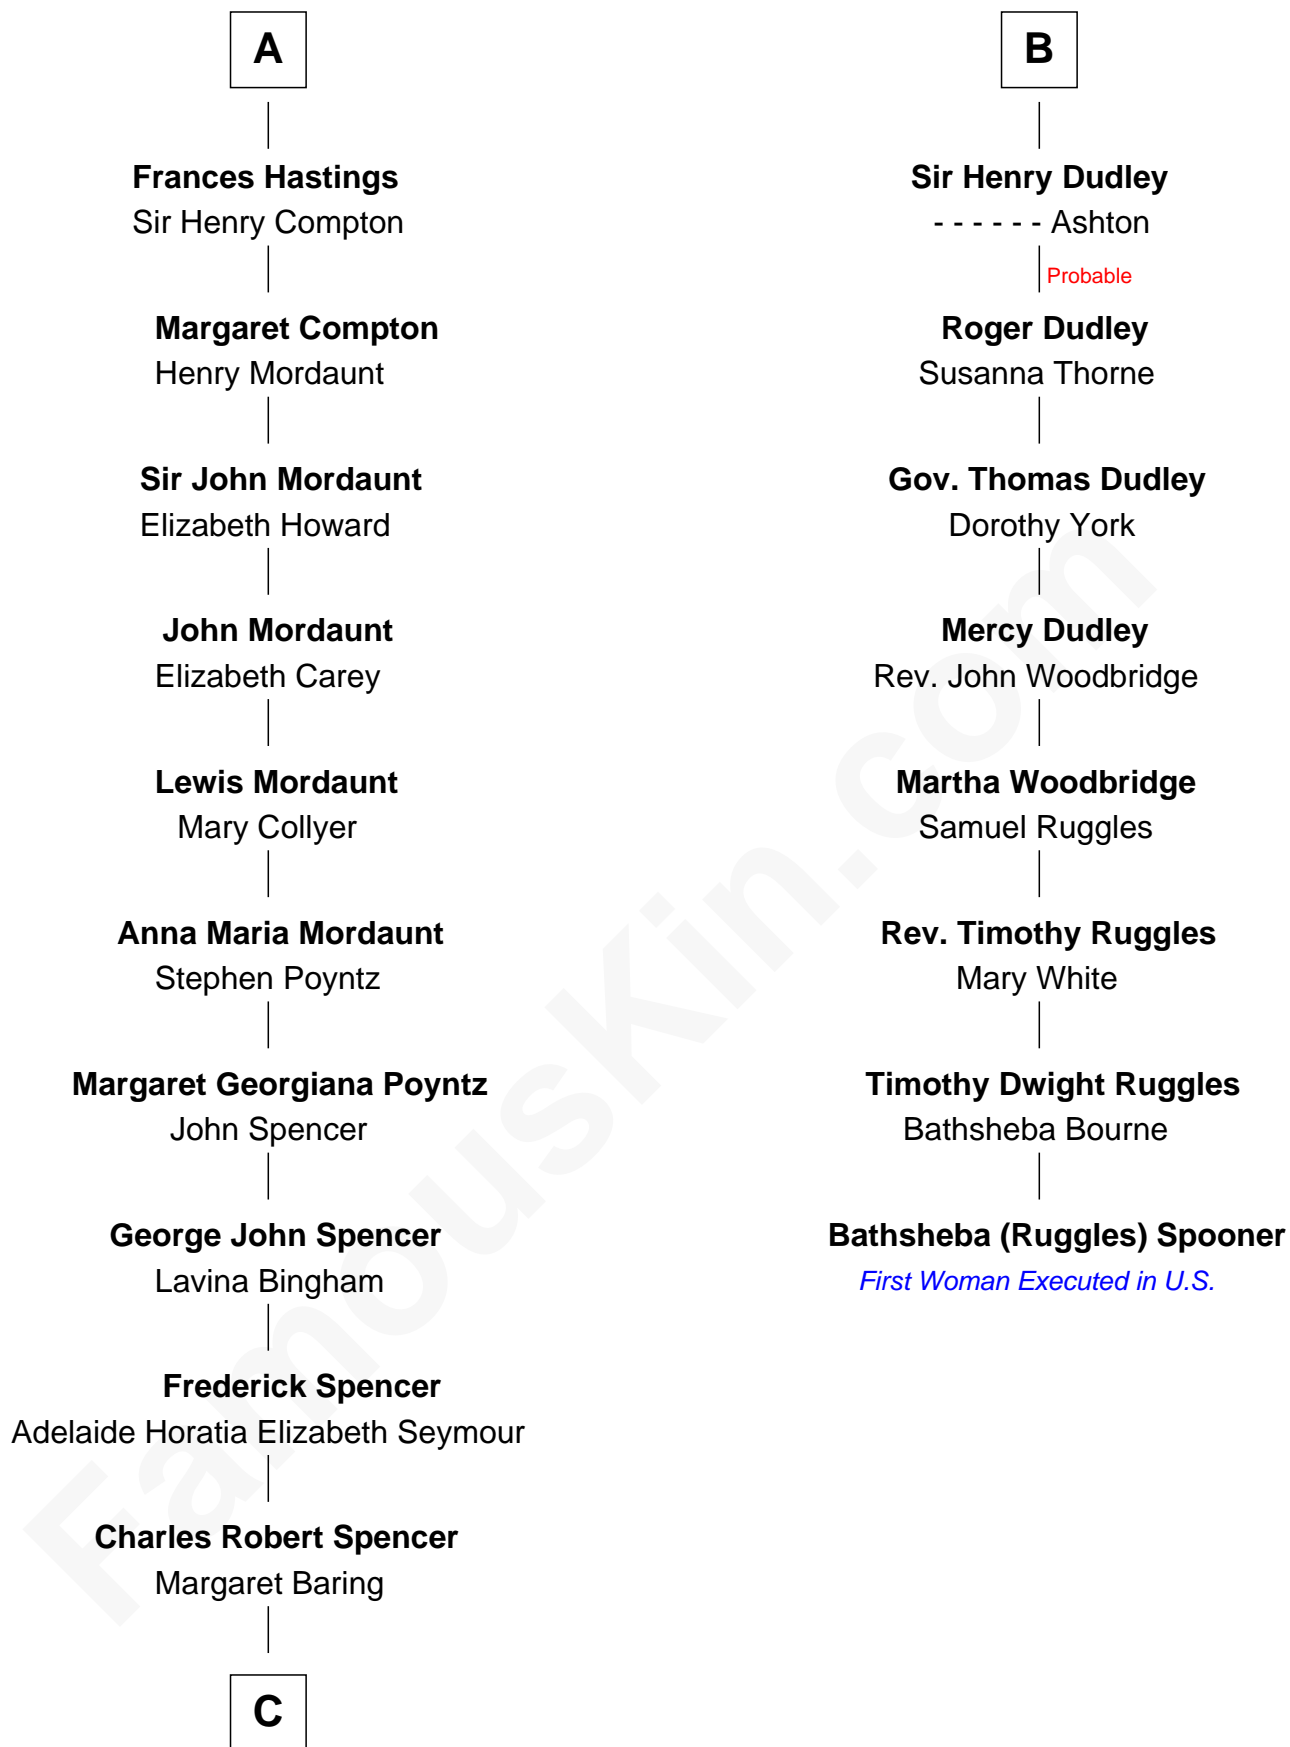 A
Frances Hastings
Sir Henry Compton
Margaret Compton
Henry Mordaunt
Sir John Mordaunt
Elizabeth Howard
John Mordaunt
Elizabeth Carey
Lewis Mordaunt
Mary Collyer
Anna Maria Mordaunt
Stephen Poyntz
Margaret Georgiana Poyntz
John Spencer
George John Spencer
Lavina Bingham
Frederick Spencer
Adelaide Horatia Elizabeth Seymour
Charles Robert Spencer
Margaret Baring
C
B
Sir Henry Dudley
- - - - - - Ashton
Probable
Roger Dudley
Susanna Thorne
Gov. Thomas Dudley
Dorothy York
Mercy Dudley
Rev. John Woodbridge
Martha Woodbridge
Samuel Ruggles
Rev. Timothy Ruggles
Mary White
Timothy Dwight Ruggles
Bathsheba Bourne
Bathsheba (Ruggles) Spooner
First Woman Executed in U.S.
FamousKin.com